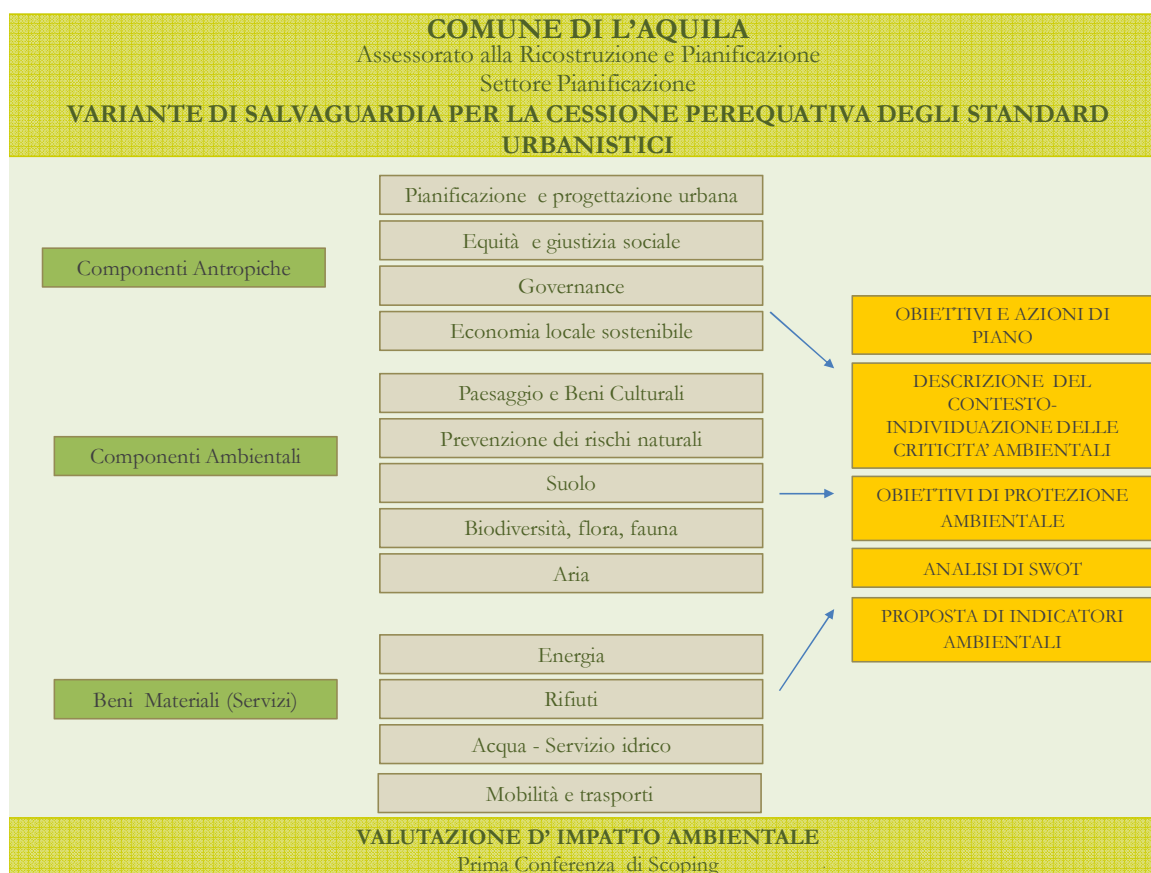 COMUNE DI L'AQUILA
Assessorato alla Ricostruzione e Pianificazione
Settore Pianificazione
VARIANTE DI SALVAGUARDIA PER LA CESSIONE PEREQUATIVA DEGLI STANDARD
URBANISTICI
Componenti Antropiche
Pianificazione e progettazione urbana
Equità e giustizia sociale
Governance
Economia locale sostenibile
Componenti Ambientali
Paesaggio e Beni Culturali
Prevenzione dei rischi naturali
Suolo
Biodiversità, flora, fauna
Aria
Beni Materiali (Servizi)
Energia
Rifiuti
Acqua - Servizio idrico
Mobilità e trasporti
OBIETTIVI E AZIONI DI
PIANO
DESCRIZIONE DEL
CONTESTO-
INDIVIDUAZIONE DELLE
CRITICITA' AMBIENTALI
OBIETTIVI DI PROTEZIONE
AMBIENTALE
ANALISI DI SWOT
PROPOSTA DI INDICATORI
AMBIENTALI
VALUTAZIONE D' IMPATTO AMBIENTALE
Prima Conferenza di Scoping